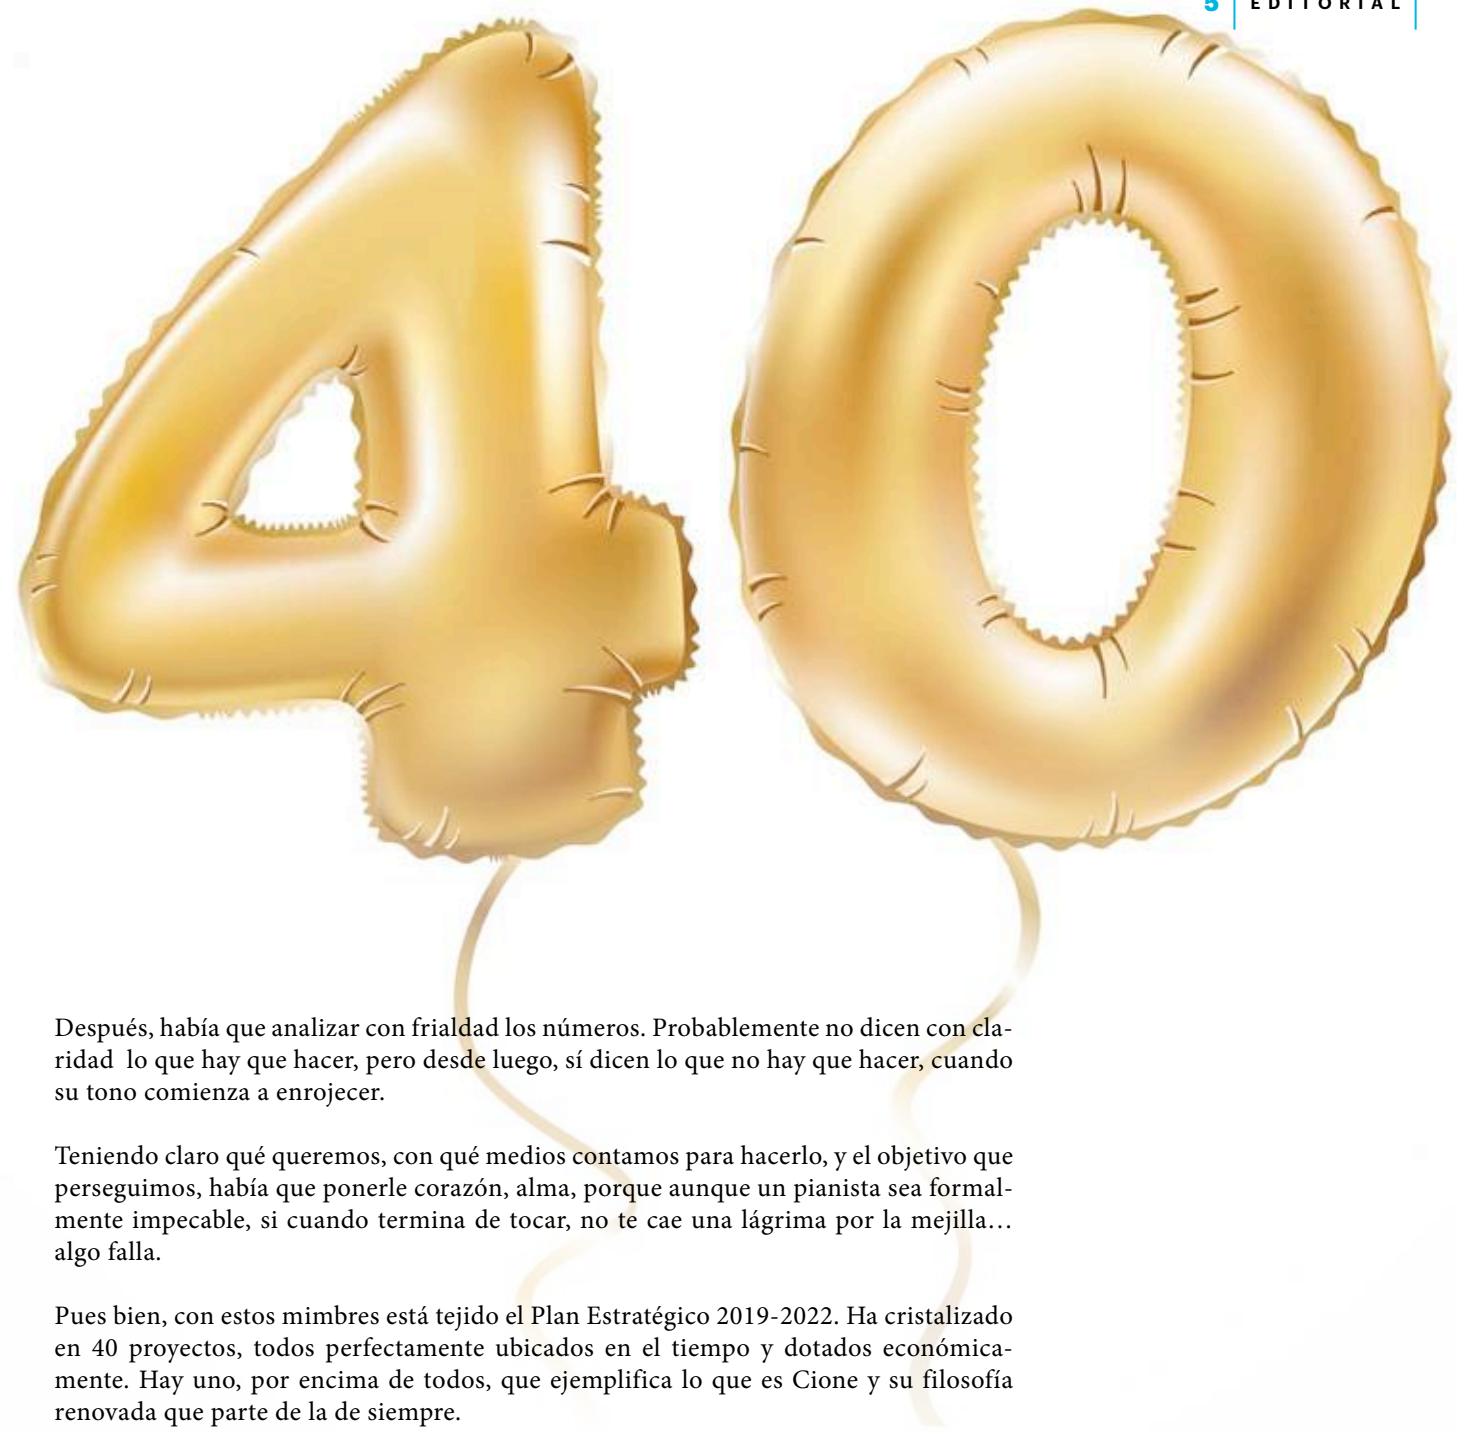 5 EDITORIAL
40
Después, había que analizar con frialdad los números. Probablemente no dicen con cla-
ridad lo que hay que hacer, pero desde luego, sí dicen lo que no hay que hacer, cuando
su tono comienza a enrojecer.
Teniendo claro qué queremos, con qué medios contamos para hacerlo, y el objetivo que
perseguimos, había que ponerle corazón, alma, porque aunque un pianista sea formal-
mente impecable, si cuando termina de tocar, no te cae una lágrima por la mejilla…
algo falla.
Pues bien, con estos mimbres está tejido el Plan Estratégico 2019-2022. Ha cristalizado
en 40 proyectos, todos perfectamente ubicados en el tiempo y dotados económica-
mente. Hay uno, por encima de todos, que ejemplifica lo que es Cione y su filosofía
renovada que parte de la de siempre.